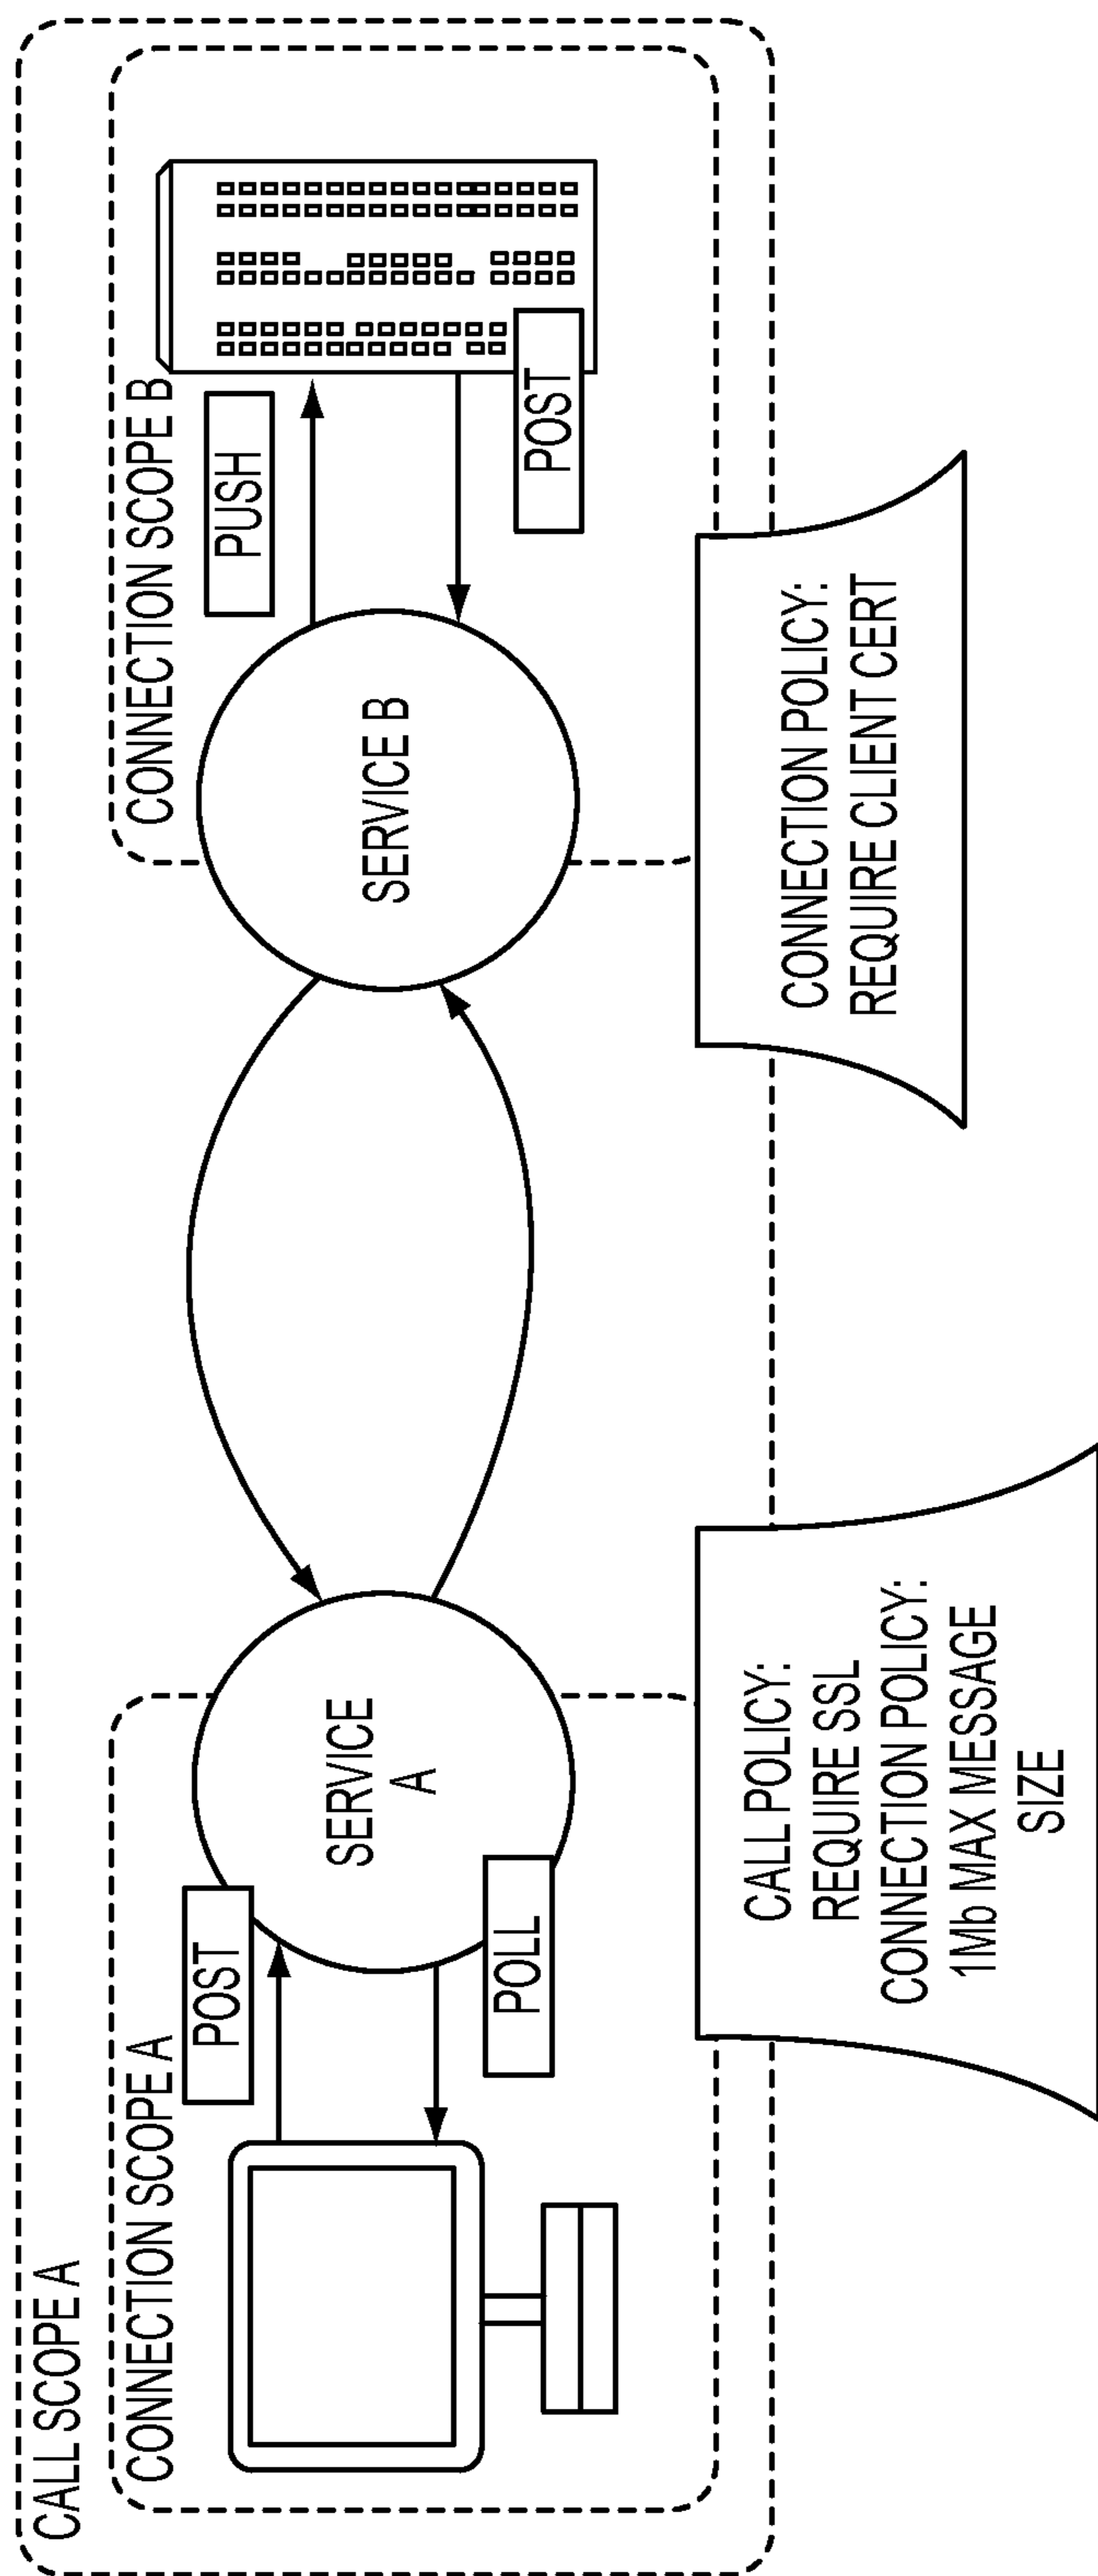 CALL SCOPE A
CONNECTION SCOPE A
CONNECTION SCOPE B
POST
SERVICE
A
POLL
SERVICE B
PUSH
POST
CALL POLICY:
REQUIRE SSL
CONNECTION POLICY:
1Mb MAX MESSAGE
SIZE
CONNECTION POLICY:
REQUIRE CLIENT CERT